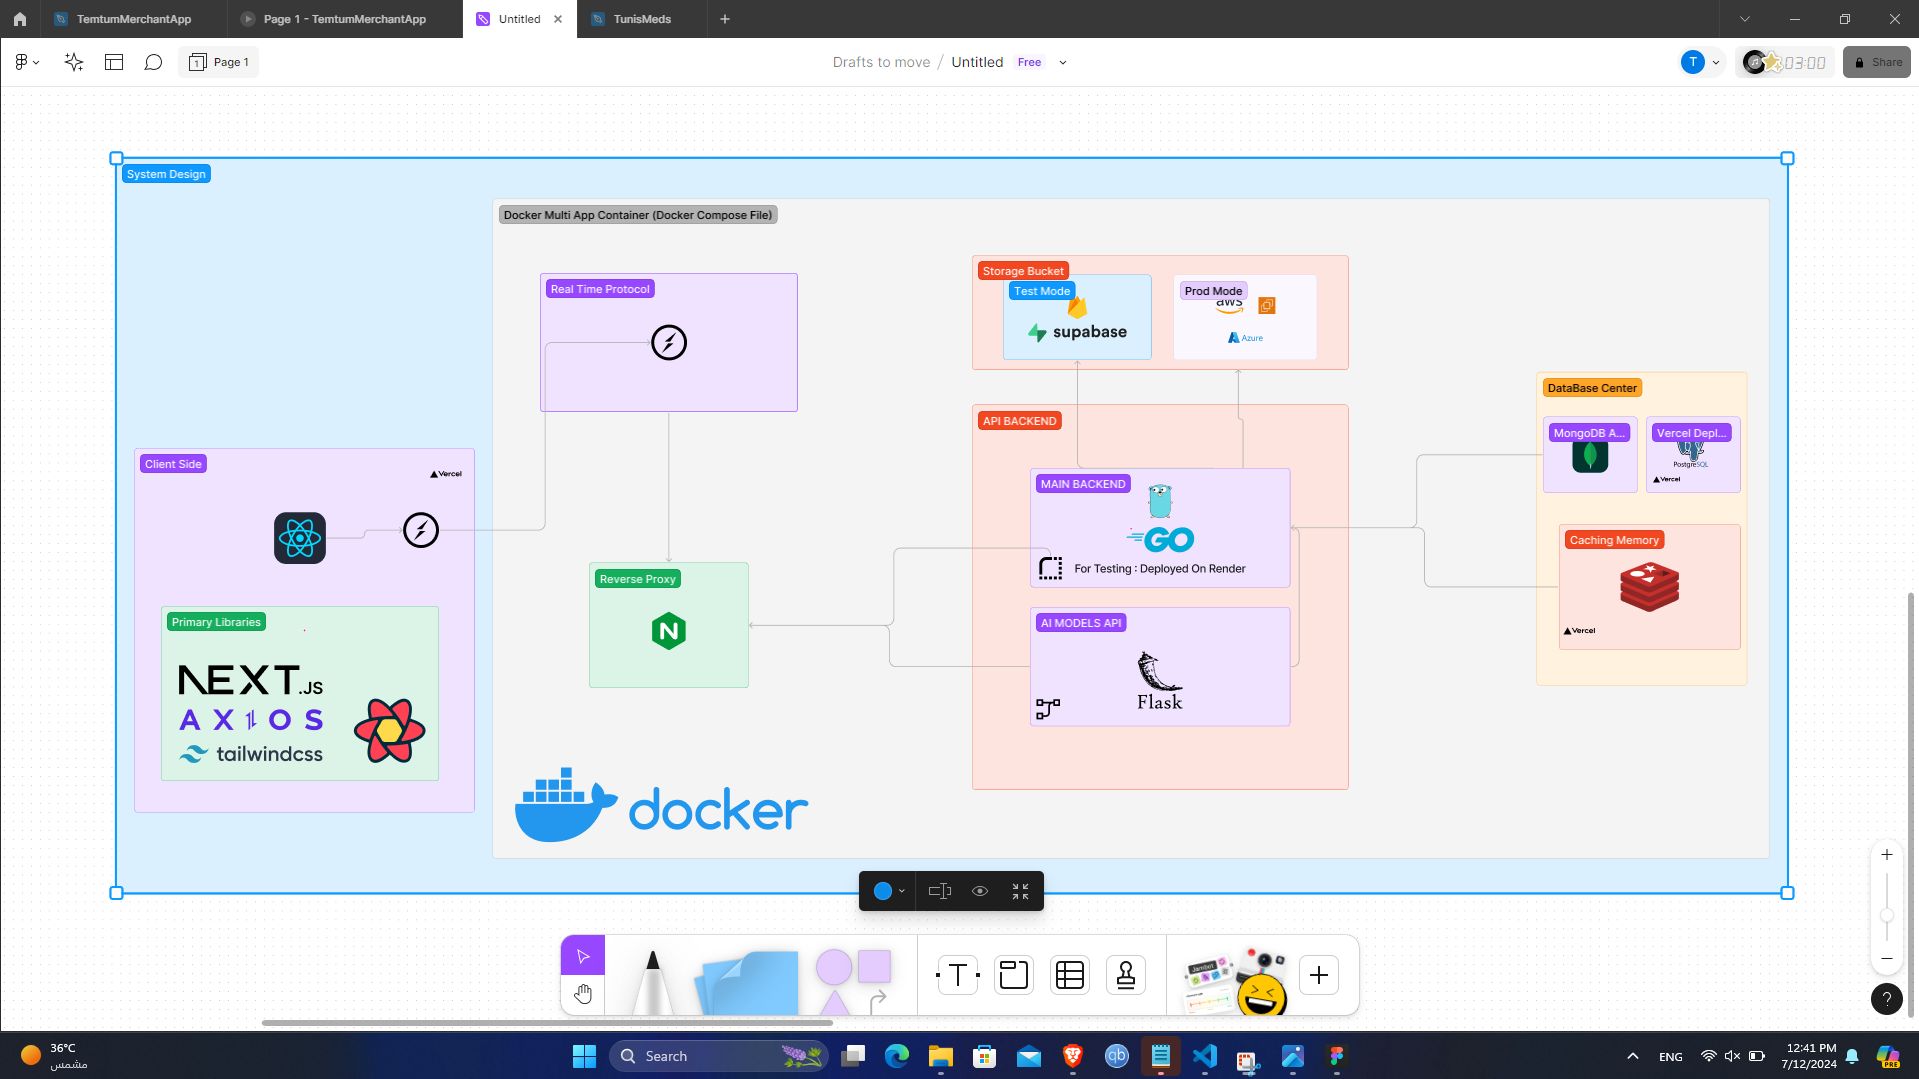 TemtumMerchantApp
Page 1 - TemtumMerchantApp
Untitled
TunisMeds
1
Page 1
Drafts to move / Untitled
Free
T
03:00
Share
System Design
Docker Multi App Container (Docker Compose File)
Real Time Protocol
Storage Bucket
Test Mode
supabase
Prod Mode
aws
Azure
DataBase Center
MongoDB A...
Vercel Depl...
PostgreSQL
Vercel
API BACKEND
MAIN BACKEND
GO
For Testing : Deployed On Render
Client Side
Vercel
Caching Memory
Vercel
Reverse Proxy
N
AI MODELS API
Flask
Primary Libraries
NEXT.JS
AXIOS
tailwindcss
docker
T
Jambot
?
36°C
مشمس
Search
qb
ENG
12:41 PM
7/12/2024
PRE